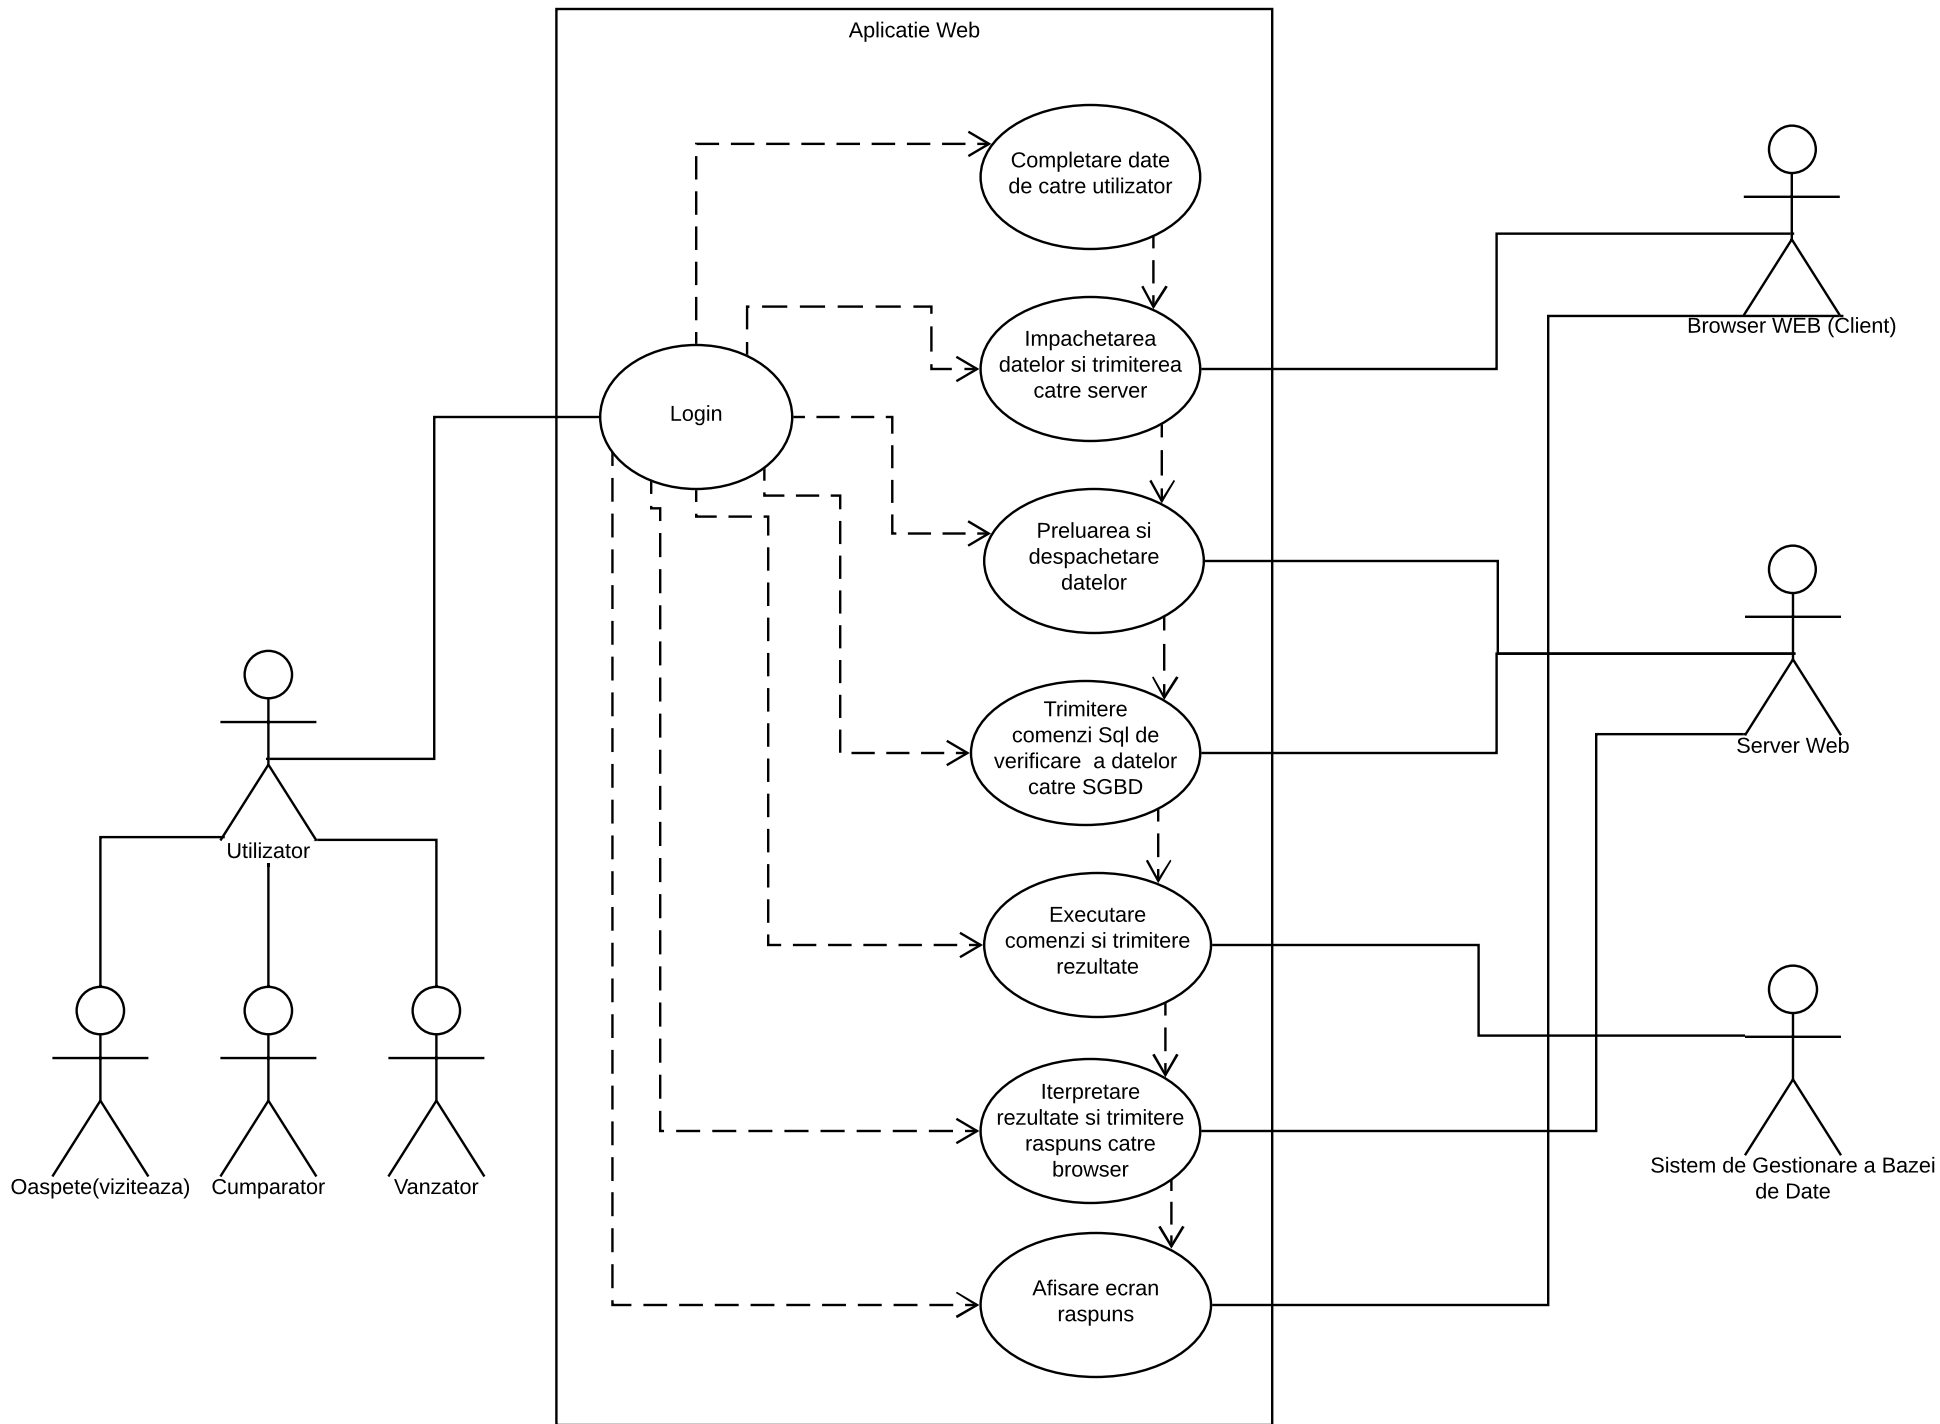 Aplicatie Web
Completare date
de catre utilizator
Impachetarea
datelor si trimiterea
catre server
Browser WEB (Client)
Login
Preluarea si
despachetare
datelor
Trimitere
comenzi Sql de
verificare  a datelor
catre SGBD
Server Web
Utilizator
Executare
comenzi si trimitere
rezultate
Iterpretare
rezultate si trimitere
raspuns catre
browser
Oaspete(viziteaza)
Cumparator
Vanzator
Sistem de Gestionare a Bazei
de Date
Afisare ecran
raspuns